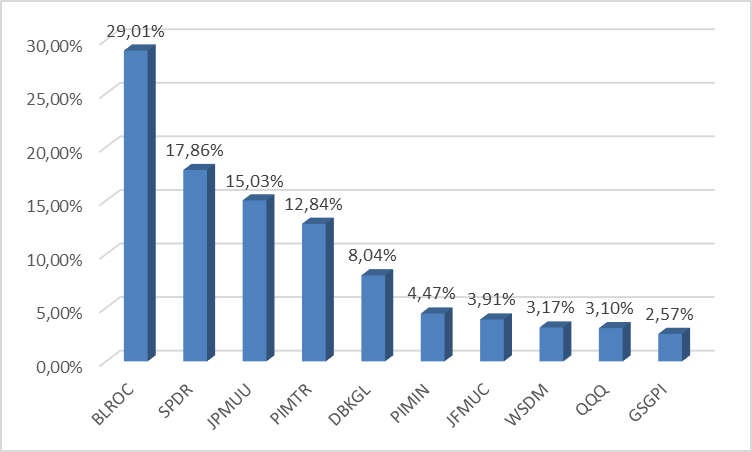 29,01%
30,00%
25,00%
20,00%
17,86%
15,03%
15,00%
12,84%
10,00%
8,04%
5,00%
4,47%
3,91%
3,17%
3,10%
2,57%
0,00%
BLROC
SPDR
JPMUU
PIMTR
DBKGL
PIMIN
JFMUC
WSDM
QQQ
GSGPI